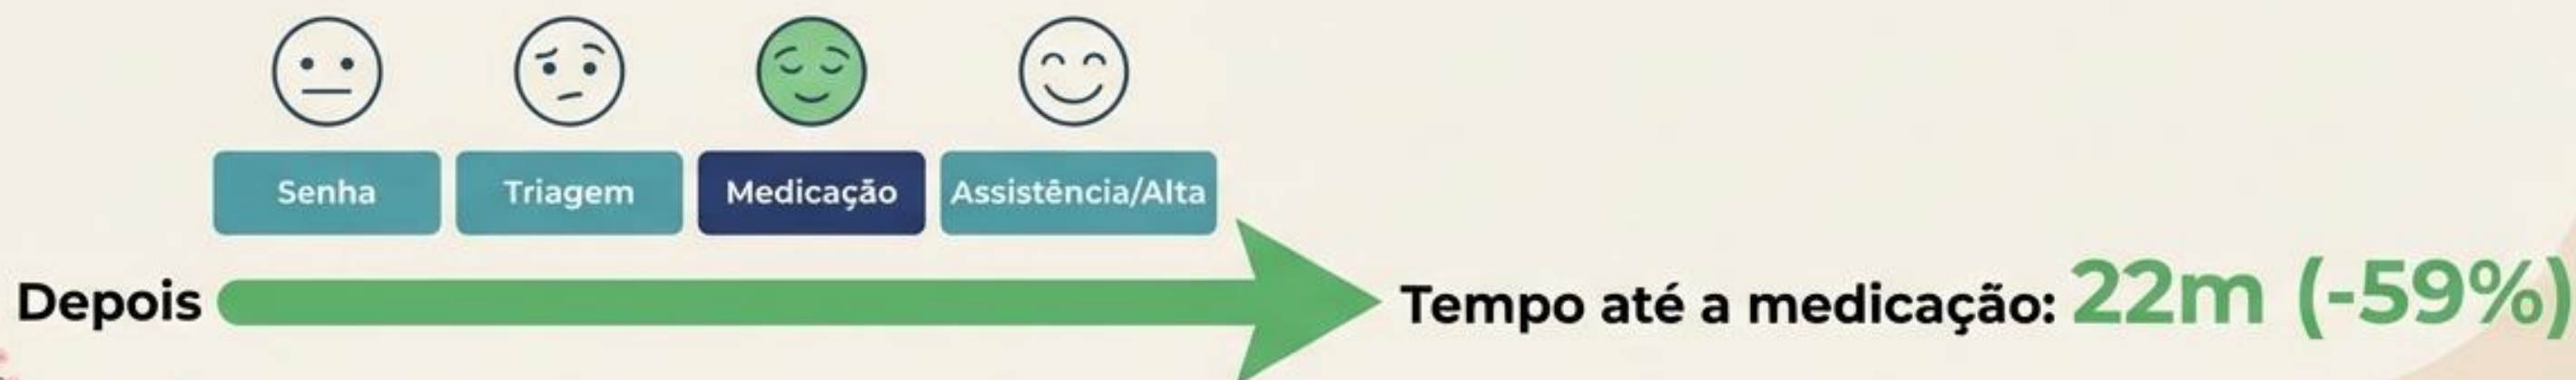 Senha
Triagem
Medicação
Assistência/Alta
Depois
Tempo até a medicação: 22m (-59%)